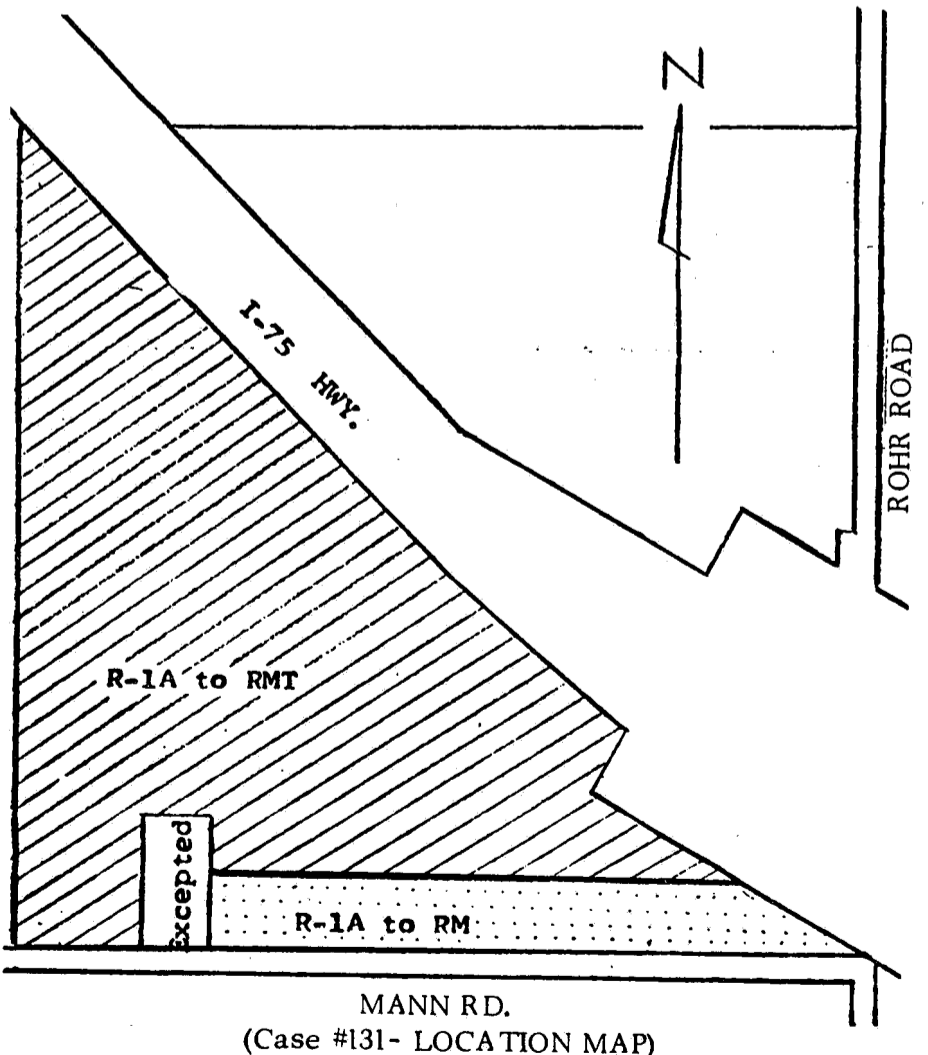 N
I-75 HWY.
ROHR ROAD
R-1A to RMT
Excepted
R-1A to RM
MANN RD.
(Case #131- LOCATION MAP)